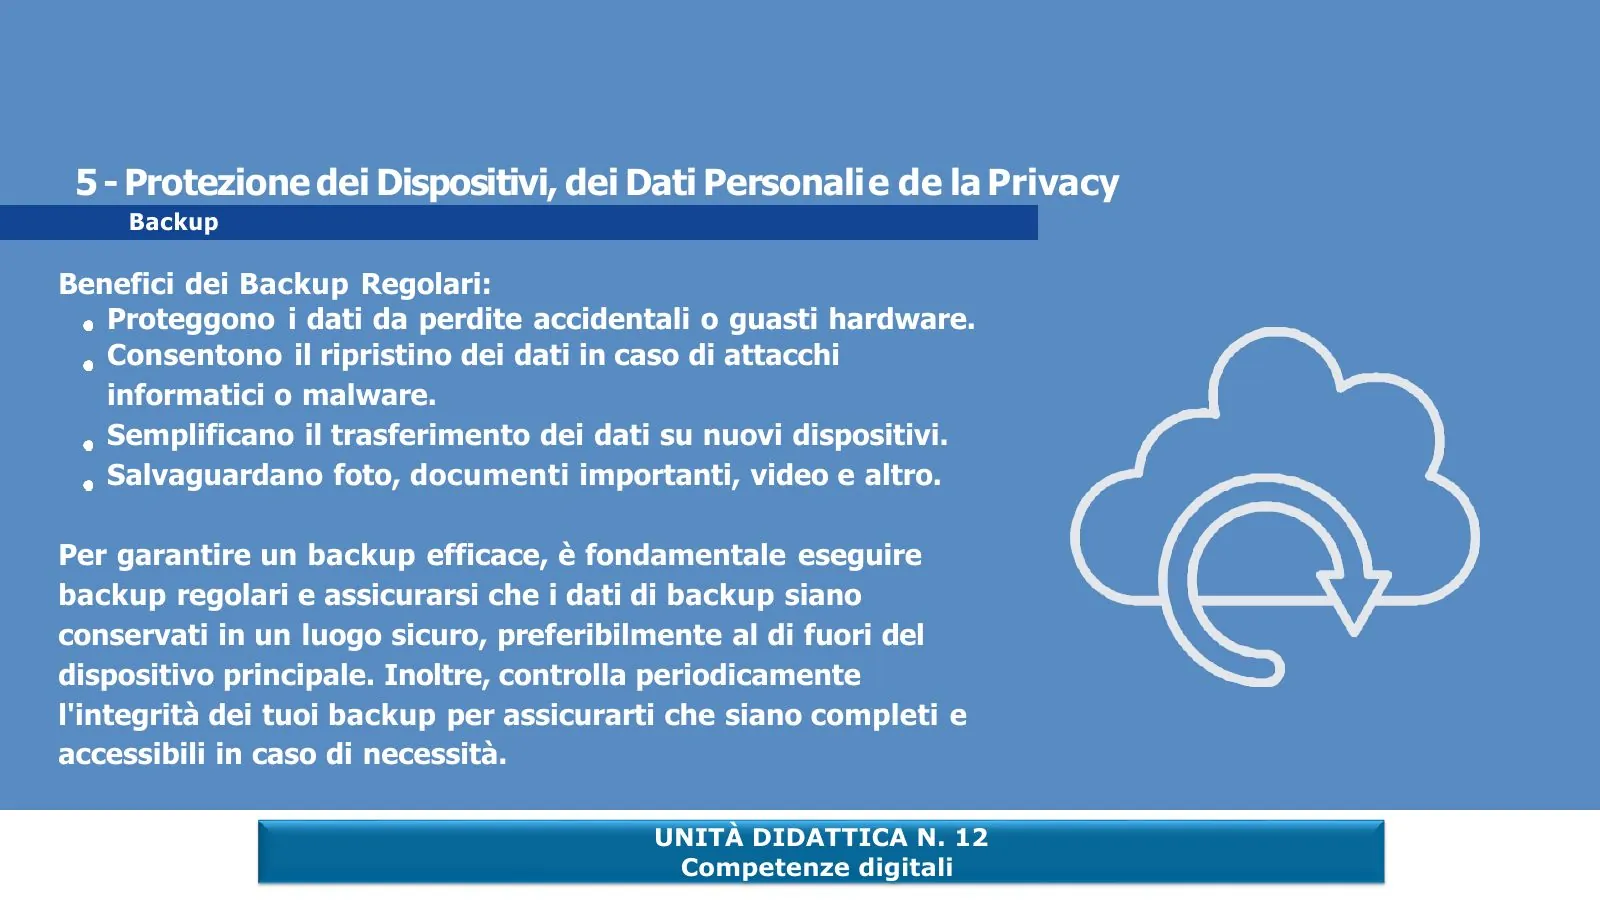 5 - Protezione dei Dispositivi, dei Dati Personali e de la Privacy
Backup
Benefici dei Backup Regolari:
• Proteggono i dati da perdite accidentali o guasti hardware.
• Consentono il ripristino dei dati in caso di attacchi
informatici o malware.
• Semplificano il trasferimento dei dati su nuovi dispositivi.
• Salvaguardano foto, documenti importanti, video e altro.
Per garantire un backup efficace, è fondamentale eseguire
backup regolari e assicurarsi che i dati di backup siano
conservati in un luogo sicuro, preferibilmente al di fuori del
dispositivo principale. Inoltre, controlla periodicamente
l'integrità dei tuoi backup per assicurarti che siano completi e
accessibili in caso di necessità.
UNITÀ DIDATTICA N. 12
Competenze digitali